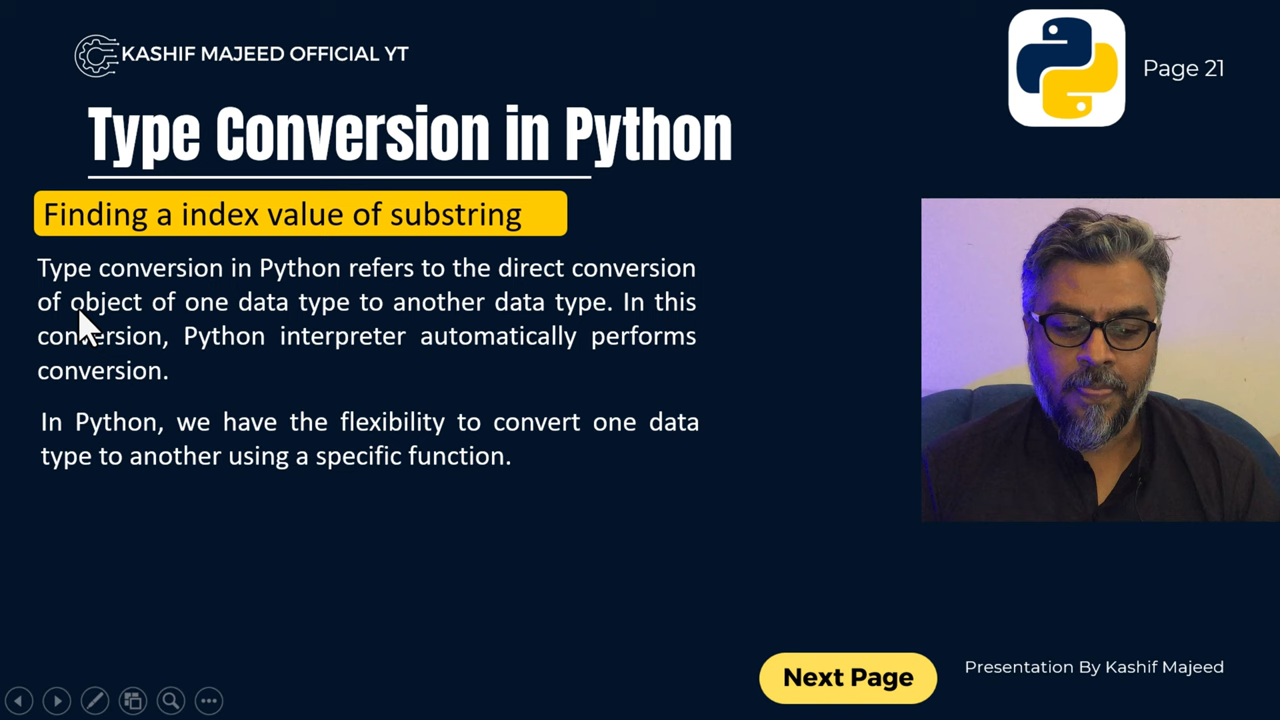 KASHIF MAJEED OFFICIAL YT
Page 21
Type Conversion in Python
Finding a index value of substring
Type conversion in Python refers to the direct conversion
of object of one data type to another data type. In this
conversion, Python interpreter automatically performs
conversion.
In Python, we have the flexibility to convert one data
type to another using a specific function.
Next Page
Presentation By Kashif Majeed